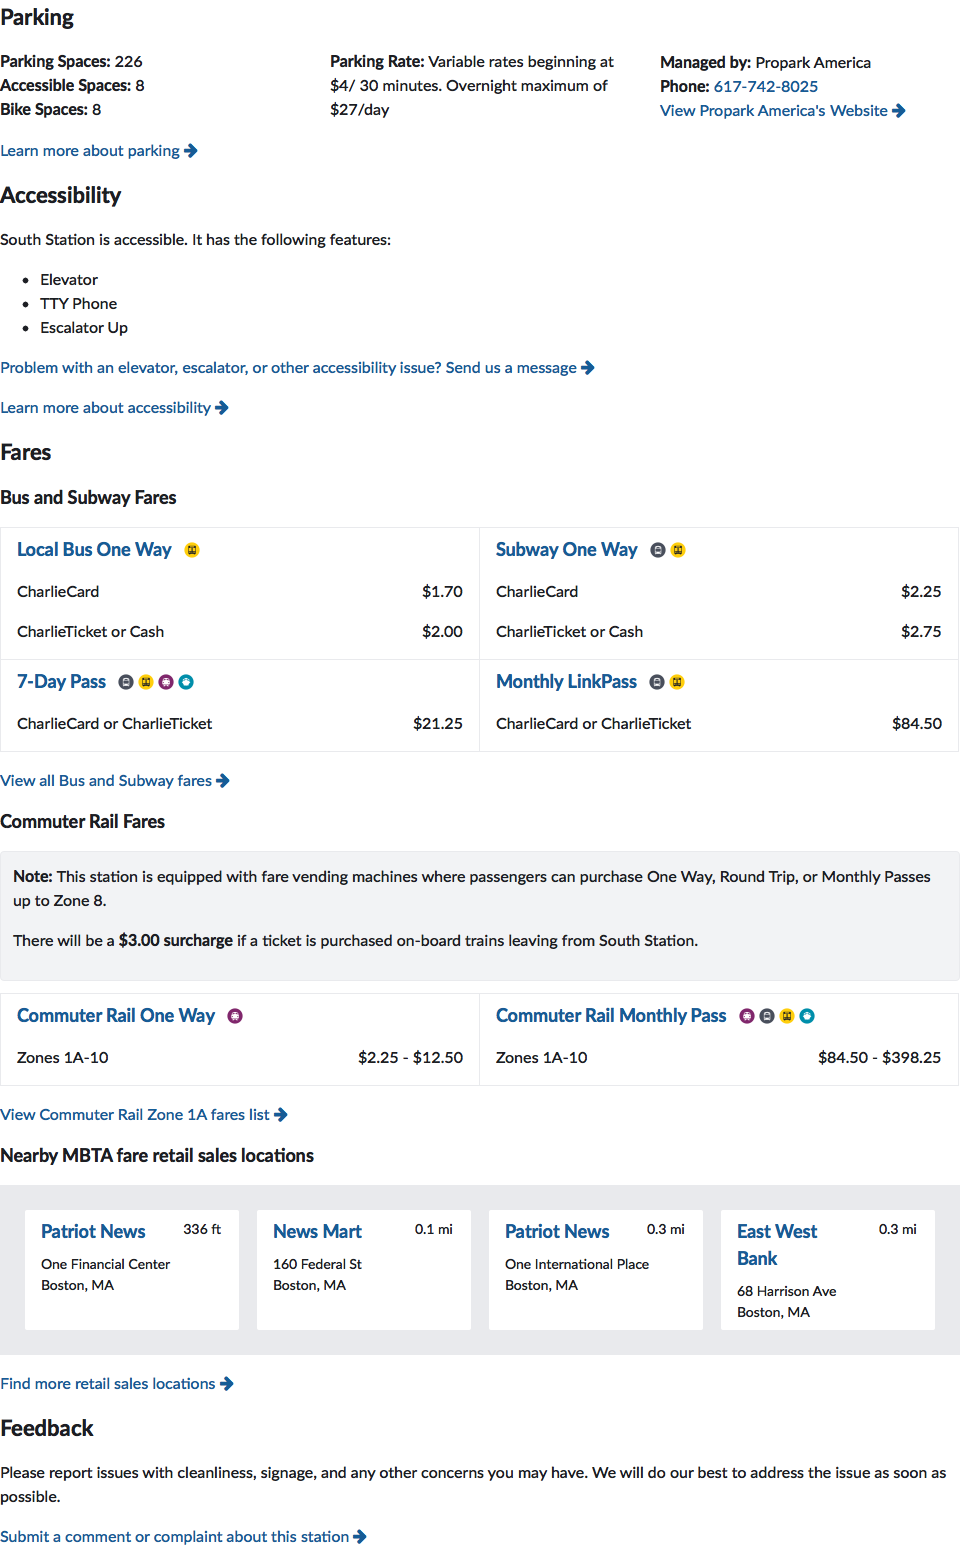 Parking
Parking Spaces: 226
Accessible Spaces: 8
Bike Spaces: 8
Parking Rate: Variable rates beginning at
$4/ 30 minutes. Overnight maximum of
$27/day
Managed by: Propark America
Phone: 617-742-8025
View Propark America's Website
Learn more about parking
Accessibility
South Station is accessible. It has the following features:
Elevator
TTY Phone
Escalator Up
Problem with an elevator, escalator, or other accessibility issue? Send us a message
Learn more about accessibility
Fares
Bus and Subway Fares
Local Bus One Way
CharlieCard $1.70
CharlieTicket or Cash $2.00
Subway One Way
CharlieCard $2.25
CharlieTicket or Cash $2.75
7-Day Pass
CharlieCard or CharlieTicket $21.25
Monthly LinkPass
CharlieCard or CharlieTicket $84.50
View all Bus and Subway fares
Commuter Rail Fares
Note: This station is equipped with fare vending machines where passengers can purchase One Way, Round Trip, or Monthly Passes
up to Zone 8.
There will be a $3.00 surcharge if a ticket is purchased on-board trains leaving from South Station.
Commuter Rail One Way
Zones 1A-10 $2.25 - $12.50
Commuter Rail Monthly Pass
Zones 1A-10 $84.50 - $398.25
View Commuter Rail Zone 1A fares list
Nearby MBTA fare retail sales locations
Patriot News 336 ft
One Financial Center
Boston, MA
News Mart 0.1 mi
160 Federal St
Boston, MA
Patriot News 0.3 mi
One International Place
Boston, MA
East West 0.3 mi
Bank
68 Harrison Ave
Boston, MA
Find more retail sales locations
Feedback
Please report issues with cleanliness, signage, and any other concerns you may have. We will do our best to address the issue as soon as
possible.
Submit a comment or complaint about this station